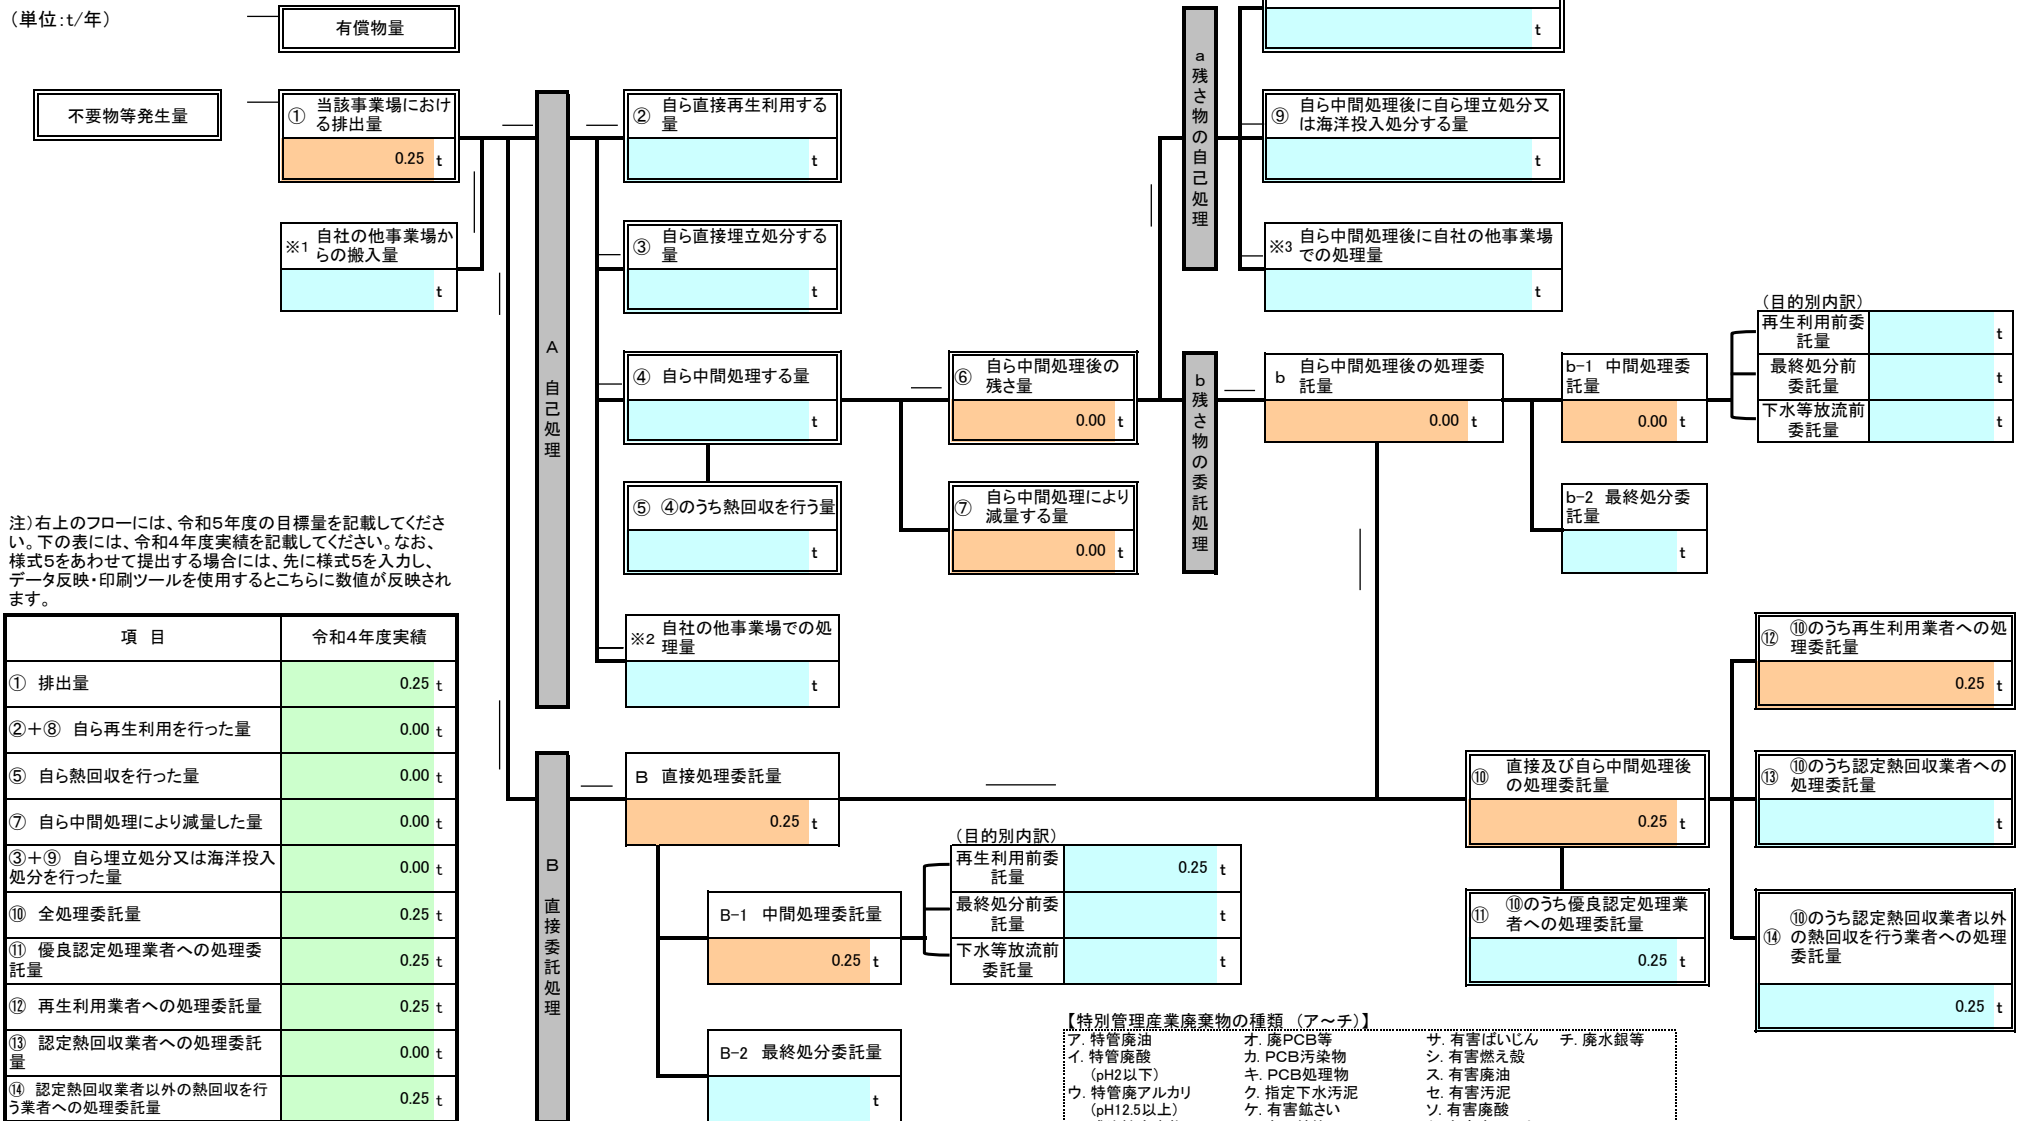 （単位：t/年）
有償物量
t
不要物等発生量
① 当該事業場におけ
る排出量
0.25 t
※1 自社の他事業場か
らの搬入量
t
A 自己処理
② 自ら直接再生利用する
量
t
③ 自ら直接埋立処分する
量
t
④ 自ら中間処理する量
t
⑤ ④のうち熱回収を行う量
t
※2 自社の他事業場での処
理量
t
⑥ 自ら中間処理後の
残さ量
0.00 t
⑦ 自ら中間処理により
減量する量
0.00 t
a残さ物の自己処理
⑨ 自ら中間処理後に自ら埋立処分又
は海洋投入処分する量
t
※3 自ら中間処理後に自社の他事業場
での処理量
t
b残さ物の委託処理
b 自ら中間処理後の処理委
託量
0.00 t
b-1 中間処理委
託量
0.00 t
b-2 最終処分委
託量
t
（目的別内訳）
再生利用前委
託量
t
最終処分前
委託量
t
下水等放流前
委託量
t
注）右上のフローには、令和5年度の目標量を記載してくださ
い。下の表には、令和4年度実績を記載してください。なお、
様式5をあわせて提出する場合には、先に様式5を入力し、
データ反映・印刷ツールを使用するとこちらに数値が反映され
ます。
項 目 令和4年度実績
① 排出量 0.25 t
②＋⑧ 自ら再生利用を行った量 0.00 t
⑤ 自ら熱回収を行った量 0.00 t
⑦ 自ら中間処理により減量した量 0.00 t
③＋⑨ 自ら埋立処分又は海洋投入
処分を行った量 0.00 t
⑩ 全処理委託量 0.25 t
⑪ 優良認定処理業者への処理委
託量 0.25 t
⑫ 再生利用業者への処理委託量 0.25 t
⑬ 認定熱回収業者への処理委託
量 0.00 t
⑭ 認定熱回収業者以外の熱回収を行
う業者への処理委託量 0.25 t
B 直接委託処理
B 直接処理委託量
0.25 t
B-1 中間処理委託量
0.25 t
B-2 最終処分委託量
t
（目的別内訳）
再生利用前委
託量
0.25 t
最終処分前委
託量
t
下水等放流前
委託量
t
⑩ 直接及び自ら中間処理後
の処理委託量
0.25 t
⑪ ⑩のうち優良認定処理業
者への処理委託量
0.25 t
⑫ ⑩のうち再生利用業者への処
理委託量
0.25 t
⑬ ⑩のうち認定熱回収業者への
処理委託量
t
⑭ ⑩のうち認定熱回収業者以外
の熱回収を行う業者への処理
委託量
0.25 t
【特別管理産業廃棄物の種類 （ア～チ）】
ア. 特管廃油 オ. 廃PCB等 サ. 有害ばいじん チ. 廃水銀等
イ. 特管廃酸 カ. PCB汚染物 シ. 有害燃え殻
（pH2以下） キ. PCB処理物 ス. 有害廃油
ウ. 特管廃アルカリ ク. 指定下水汚泥 セ. 有害汚泥
（pH12.5以上） ケ. 有害鉱さい ソ. 有害廃酸